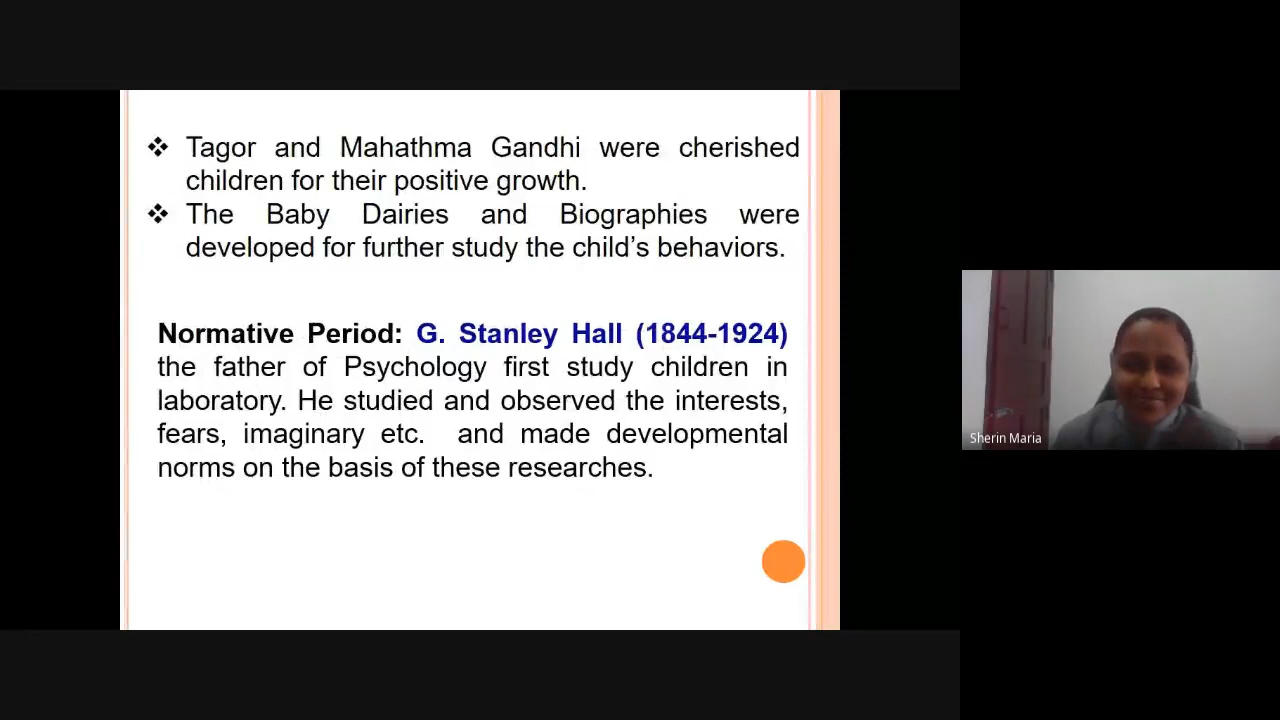 ❖ Tagor and Mahathma Gandhi were cherished
children for their positive growth.
❖ The Baby Dairies and Biographies were
developed for further study the child's behaviors.
Normative Period: G. Stanley Hall (1844-1924)
the father of Psychology first study children in
laboratory. He studied and observed the interests,
fears, imaginary etc. and made developmental
norms on the basis of these researches.
Sherin Maria